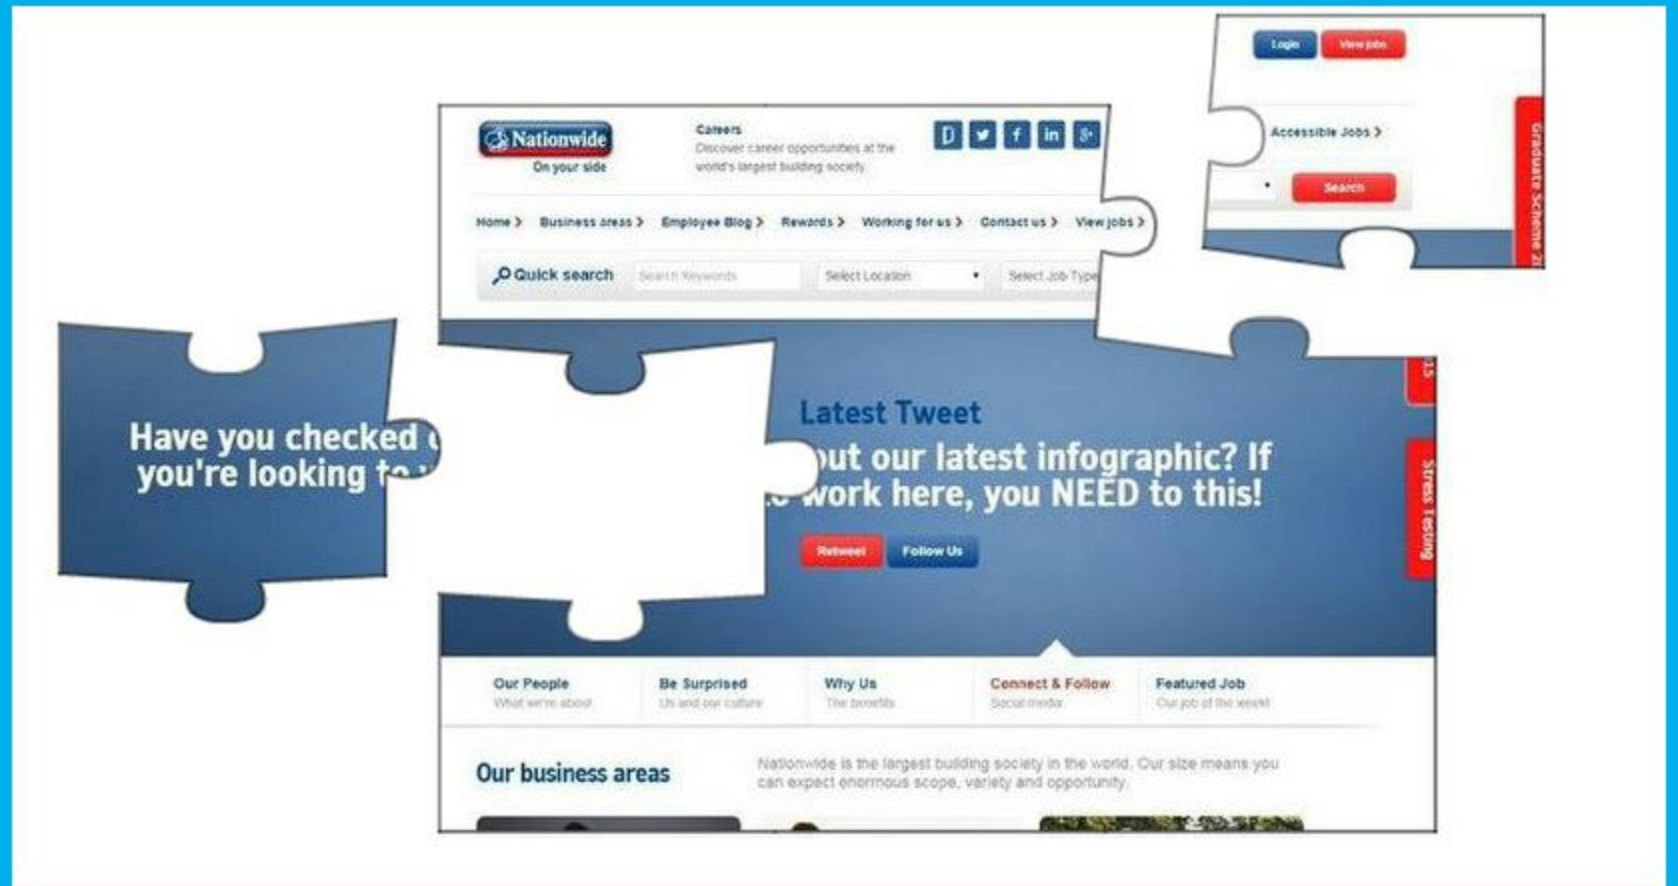 Login
View jobs
Accessible Jobs
Search
Graduate Scheme
Nationwide
On your side
Careers
Discover career opportunities at the
world's largest building society.
Home
Business areas
Employee Blog
Rewards
Working for us
Contact us
View jobs
Quick search
Search Keywords
Select Location
Select Job Type
Have you checked
you're looking
Latest Tweet
out our latest infographic? If
work here, you NEED to this!
Retweet
Follow Us
15
Stress Testing
Our People
What we're about
Be Surprised
Us and our culture
Why Us
The benefits
Connect & Follow
Social media
Featured Job
Our job of the week!
Our business areas
Nationwide is the largest building society in the world. Our size means you
can expect enormous scope, variety and opportunity.